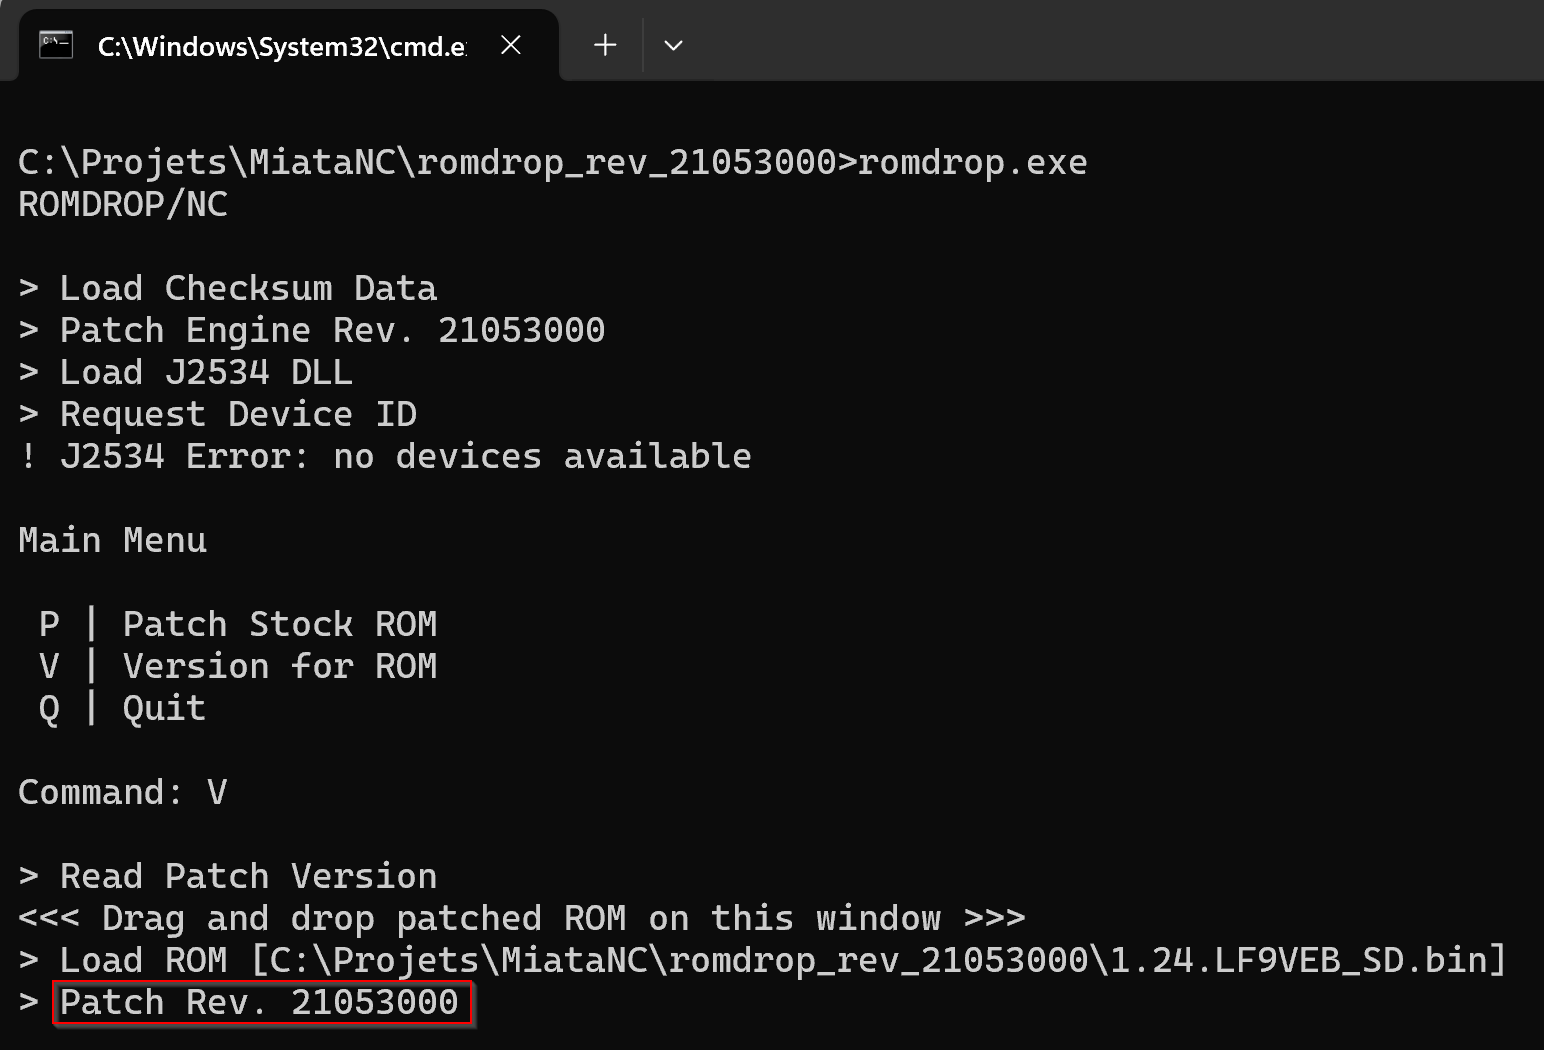 C:\Windows\System32\cmd.e
C:\Projets\MiataNC\romdrop_rev_21053000>romdrop.exe
ROMDROP/NC
> Load Checksum Data
> Patch Engine Rev. 21053000
> Load J2534 DLL
> Request Device ID
! J2534 Error: no devices available
Main Menu
P | Patch Stock ROM
V | Version for ROM
Q | Quit
Command: V
> Read Patch Version
<<< Drag and drop patched ROM on this window >>>
> Load ROM [C:\Projets\MiataNC\romdrop_rev_21053000\1.24.LF9VEB_SD.bin]
> Patch Rev. 21053000